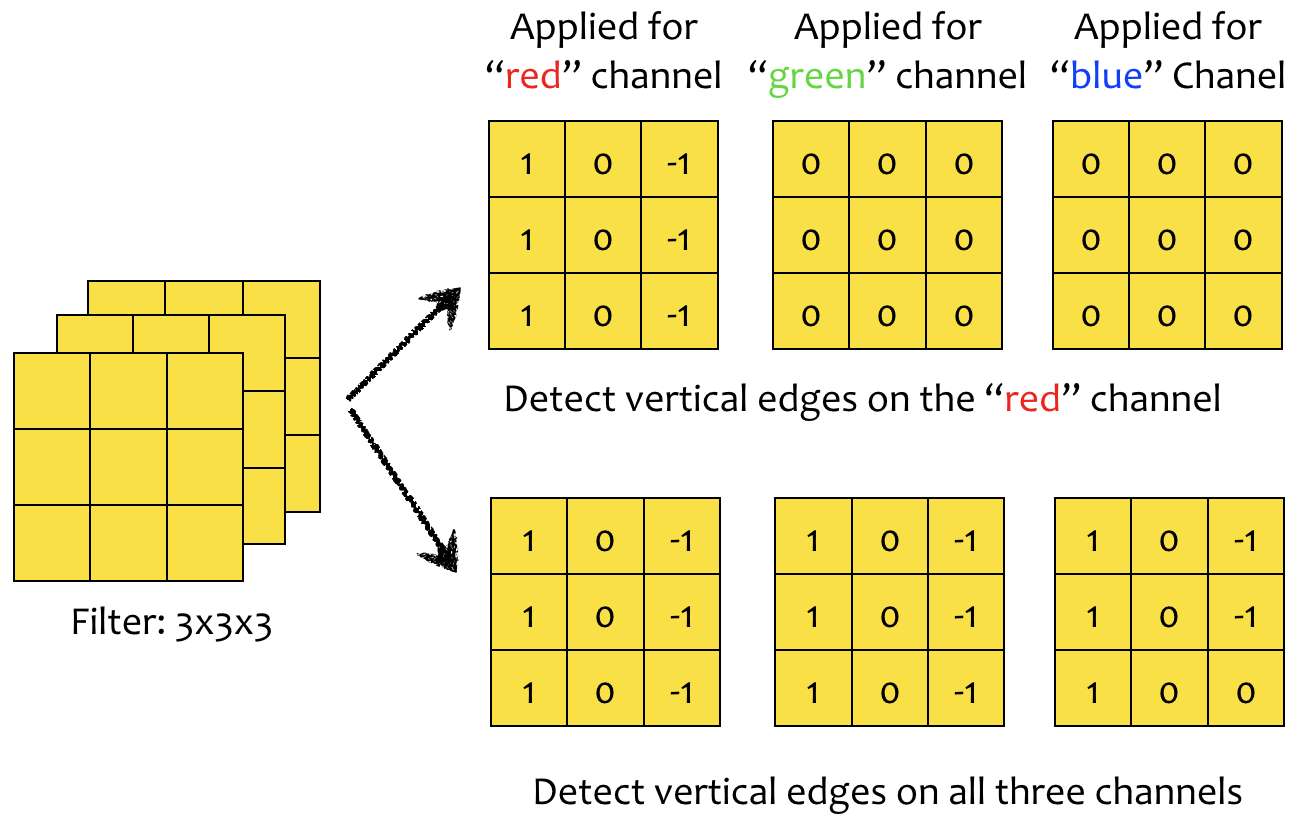 Applied for
“red” channel
Applied for
“green” channel
Applied for
“blue” Chanel
1 0 -1
1 0 -1
1 0 -1
0 0 0
0 0 0
0 0 0
0 0 0
0 0 0
0 0 0
Detect vertical edges on the “red” channel
Filter: 3x3x3
1 0 -1
1 0 -1
1 0 -1
1 0 -1
1 0 -1
1 0 -1
1 0 -1
1 0 -1
1 0 0
Detect vertical edges on all three channels